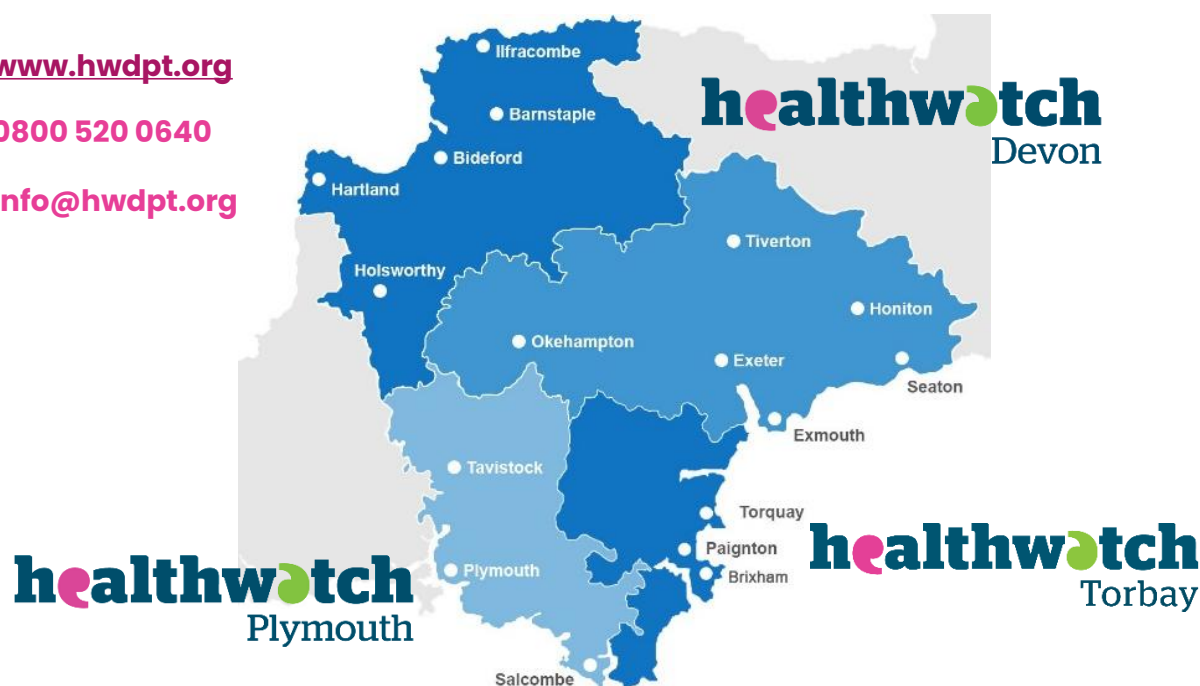 www.hwdpt.org
0800 520 0640
info@hwdpt.org
Ilfracombe
Barnstaple
Bideford
Hartland
Holsworthy
Tiverton
Honiton
Okehampton
Exeter
Seaton
Exmouth
Tavistock
Torquay
Paignton
Brixham
Plymouth
Salcombe
healthwatch
Devon
healthwatch
Torbay
healthwatch
Plymouth